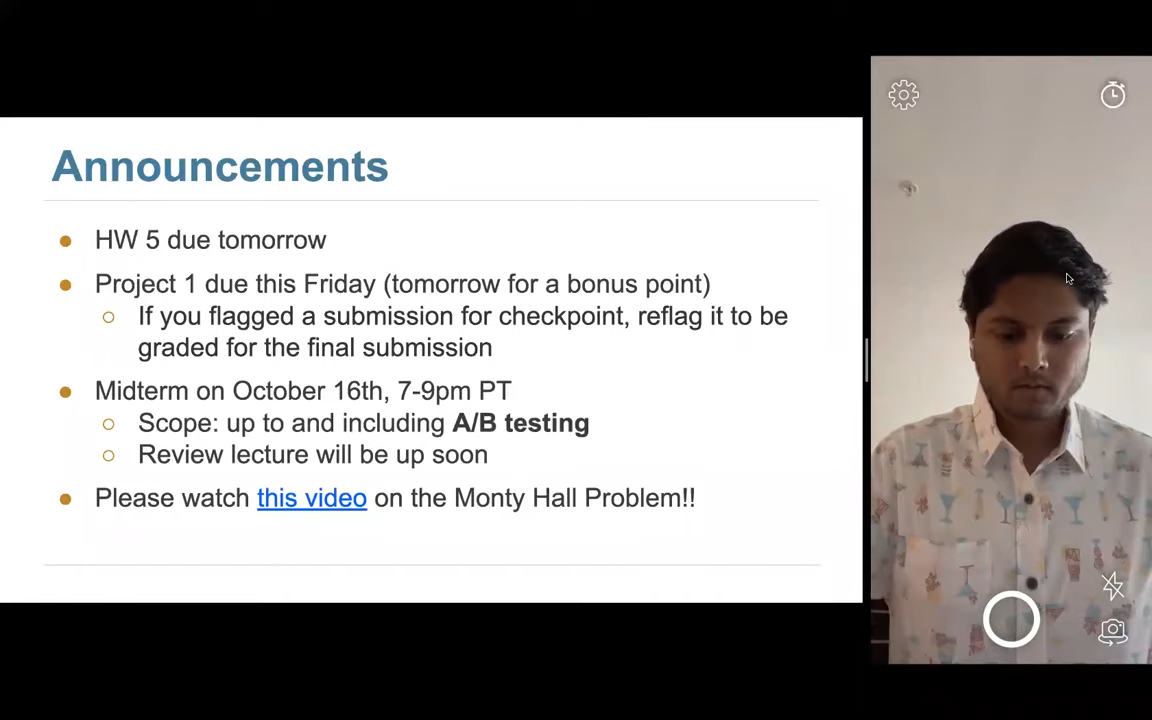 Announcements
HW 5 due tomorrow
Project 1 due this Friday (tomorrow for a bonus point)
If you flagged a submission for checkpoint, reflag it to be
graded for the final submission
Midterm on October 16th, 7-9pm PT
Scope: up to and including A/B testing
Review lecture will be up soon
Please watch this video on the Monty Hall Problem!!